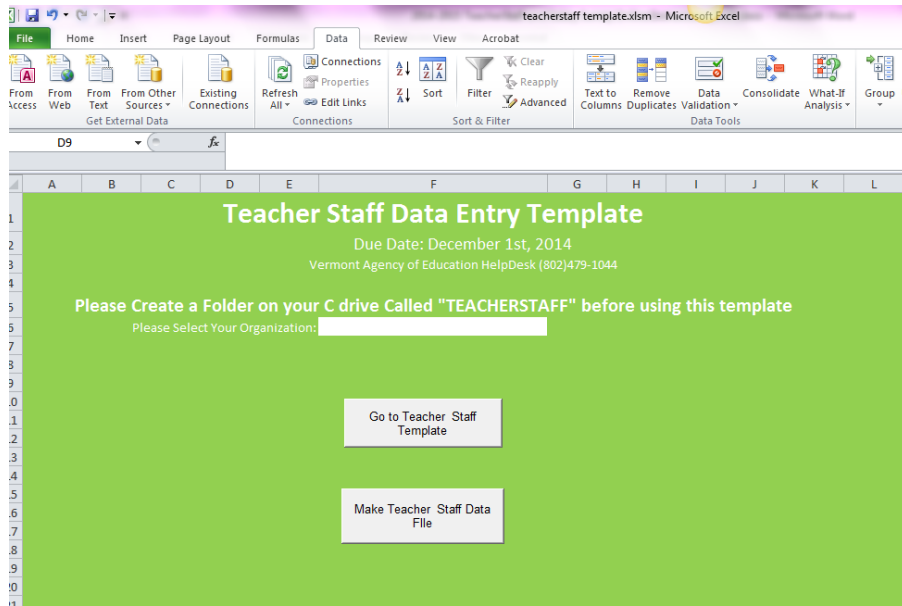 teacherstaff template.xlsm - Microsoft Excel
File Home Insert Page Layout Formulas Data Review View Acrobat
From Access
From Web
From Text
From Other Sources
Existing Connections
Get External Data
Refresh All
Connections
Properties
Edit Links
Connections
A Z
Z A
Sort
Filter
Clear
Reapply
Advanced
Sort & Filter
Text to Columns
Remove Duplicates
Data Validation
Consolidate
What-If Analysis
Data Tools
Group
D9
fx
A B C D E F G H I J K L
Teacher Staff Data Entry Template
Due Date: December 1st, 2014
Vermont Agency of Education HelpDesk (802)479-1044
Please Create a Folder on your C drive Called "TEACHERSTAFF" before using this template
Please Select Your Organization:
Go to Teacher Staff
Template
Make Teacher Staff Data
FIle